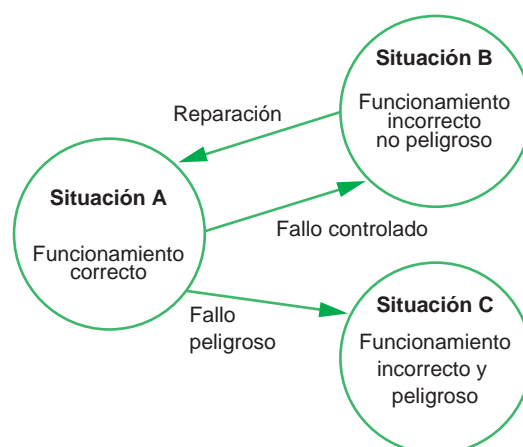 Situación B
Funcionamiento
incorrecto
no peligroso
Reparación
Situación A
Funcionamiento
correcto
Fallo controlado
Fallo
peligroso
Situación C
Funcionamiento
incorrecto y
peligroso